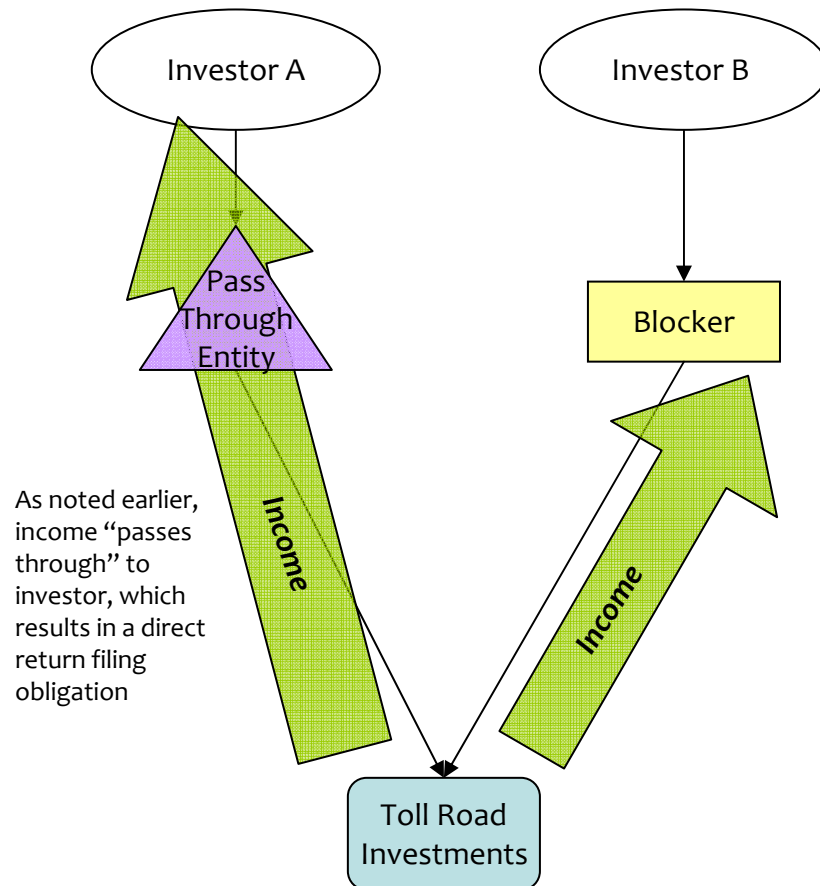 Investor A
Investor B
Pass
Through
Entity
Blocker
As noted earlier,
income “passes
through” to
investor, which
results in a direct
return filing
obligation
Income
Income
Toll Road
Investments